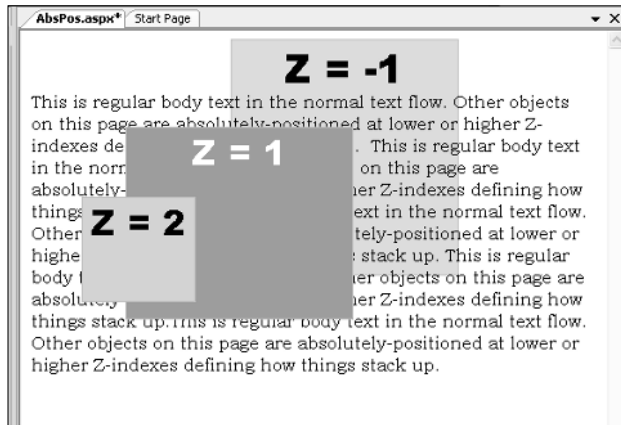 AbsPos.aspx* Start Page
Z = -1
This is regular body text in the normal text flow. Other objects
on this page are absolutely-positioned at lower or higher Z-
indexes de . This is regular body text
Z = 1
in the norm on this page are
absolutely- er Z-indexes defining how
things ext in the normal text flow.
Z = 2
Other tely-positioned at lower or
highe stack up. This is regular
body t er objects on this page are
absolutely er Z-indexes defining how
things stack up.This is regular body text in the normal text flow.
Other objects on this page are absolutely-positioned at lower or
higher Z-indexes defining how things stack up.